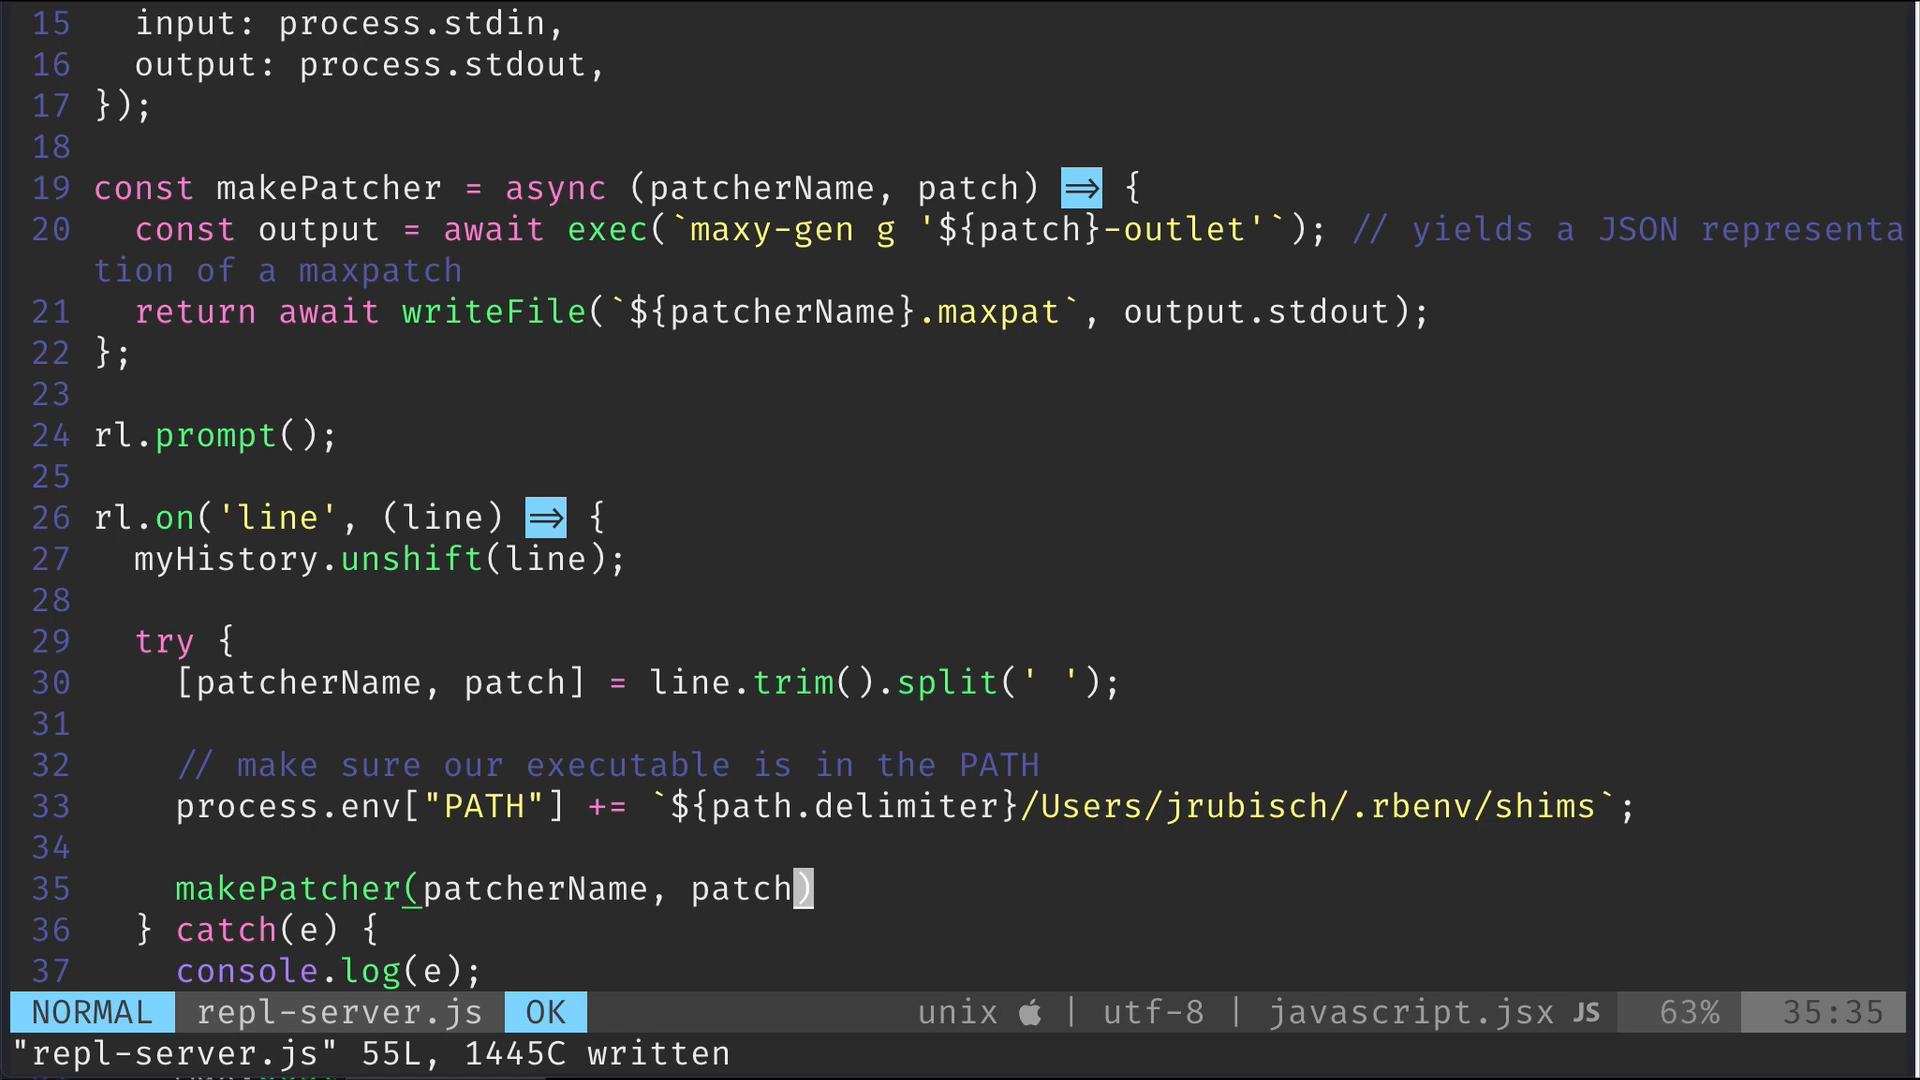 15   input: process.stdin,
16   output: process.stdout,
17 });
18
19 const makePatcher = async (patcherName, patch) => {
20   const output = await exec(`maxy-gen g '${patch}-outlet'`); // yields a JSON representa
tion of a maxpatch
21   return await writeFile(`${patcherName}.maxpat`, output.stdout);
22 };
23
24 rl.prompt();
25
26 rl.on('line', (line) => {
27   myHistory.unshift(line);
28
29   try {
30     [patcherName, patch] = line.trim().split(' ');
31
32     // make sure our executable is in the PATH
33     process.env["PATH"] += `${path.delimiter}/Users/jrubisch/.rbenv/shims`;
34
35     makePatcher(patcherName, patch)
36   } catch(e) {
37     console.log(e);
NORMAL repl-server.js OK unix | utf-8 | javascript.jsx JS 63% 35:35
"repl-server.js" 55L, 1445C written